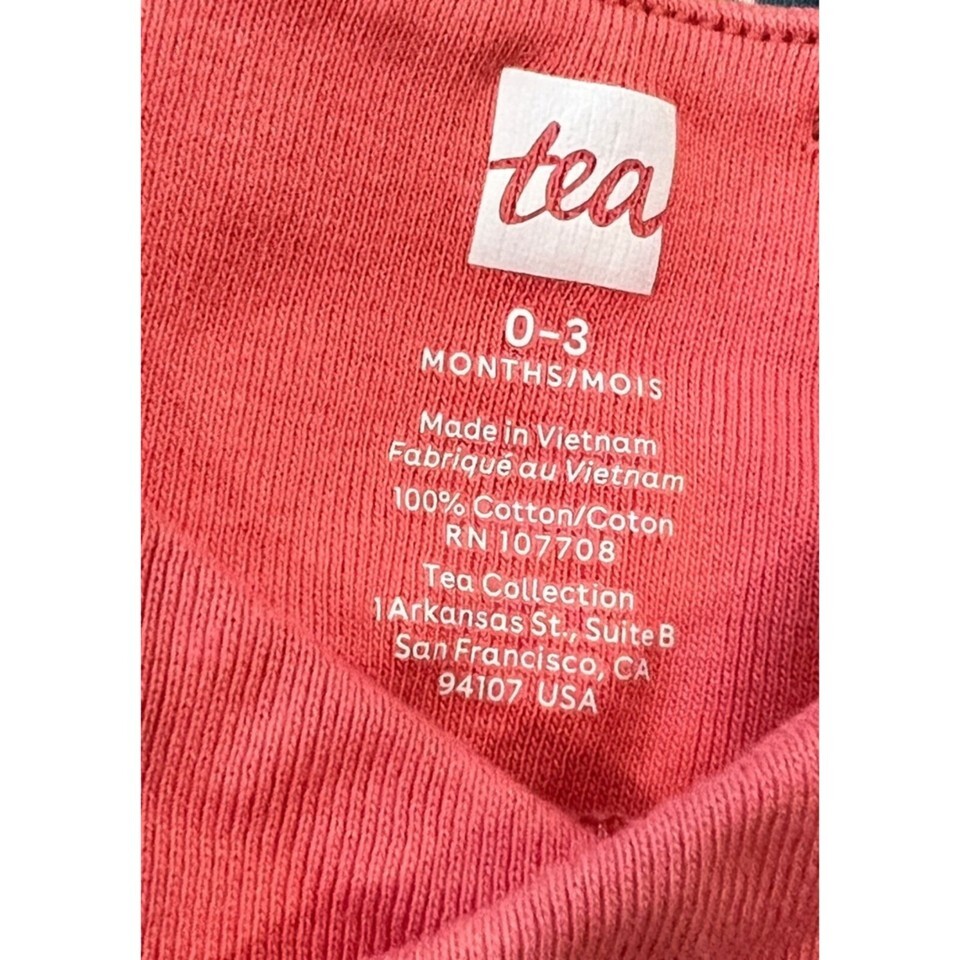 tea
0-3
MONTHS/MOIS
Made in Vietnam
Fabriqué au Vietnam
100% Cotton/Coton
RN 107708
Tea Collection
1 Arkansas St., Suite B
San Francisco, CA
94107 USA